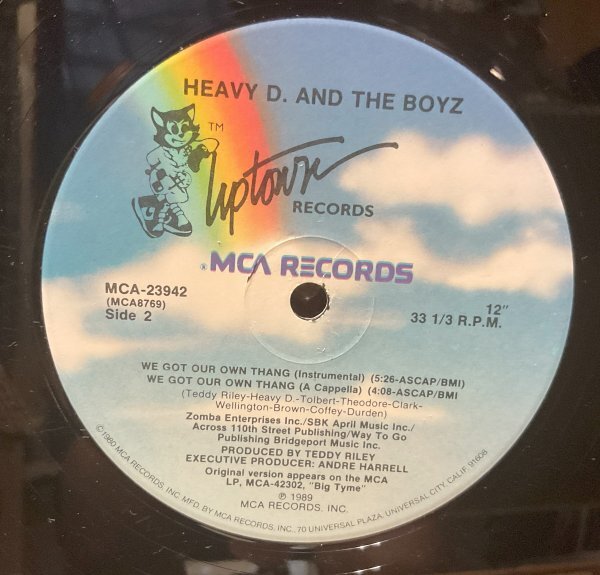 HEAVY D. AND THE BOYZ
TM
Uptown
RECORDS
® MCA RECORDS
MCA-23942
(MCA8769)
Side 2
12"
33 1/3 R.P.M.
WE GOT OUR OWN THANG (Instrumental) (5:26-ASCAP/BMI)
WE GOT OUR OWN THANG (A Cappella) (4:08-ASCAP/BMI
(Teddy Riley-Heavy D.-Tolbert-Theodore-Clark-
Wellington-Brown-Coffey-Durden)
Zomba Enterprises Inc./SBK April Music Inc./
Across 110th Street Publishing/Way To Go
Publishing Bridgeport Music Inc.
PRODUCED BY TEDDY RILEY
EXECUTIVE PRODUCER: ANDRE HARRELL
Original version appears on the MCA
LP, MCA-42302, "Big Tyme"
℗ 1989
MCA RECORDS, INC.
©1980 MCA RECORDS, INC. MFD. BY MCA RECORDS, INC., 70 UNIVERSAL PLAZA, UNIVERSAL CITY, CALIF. 91608